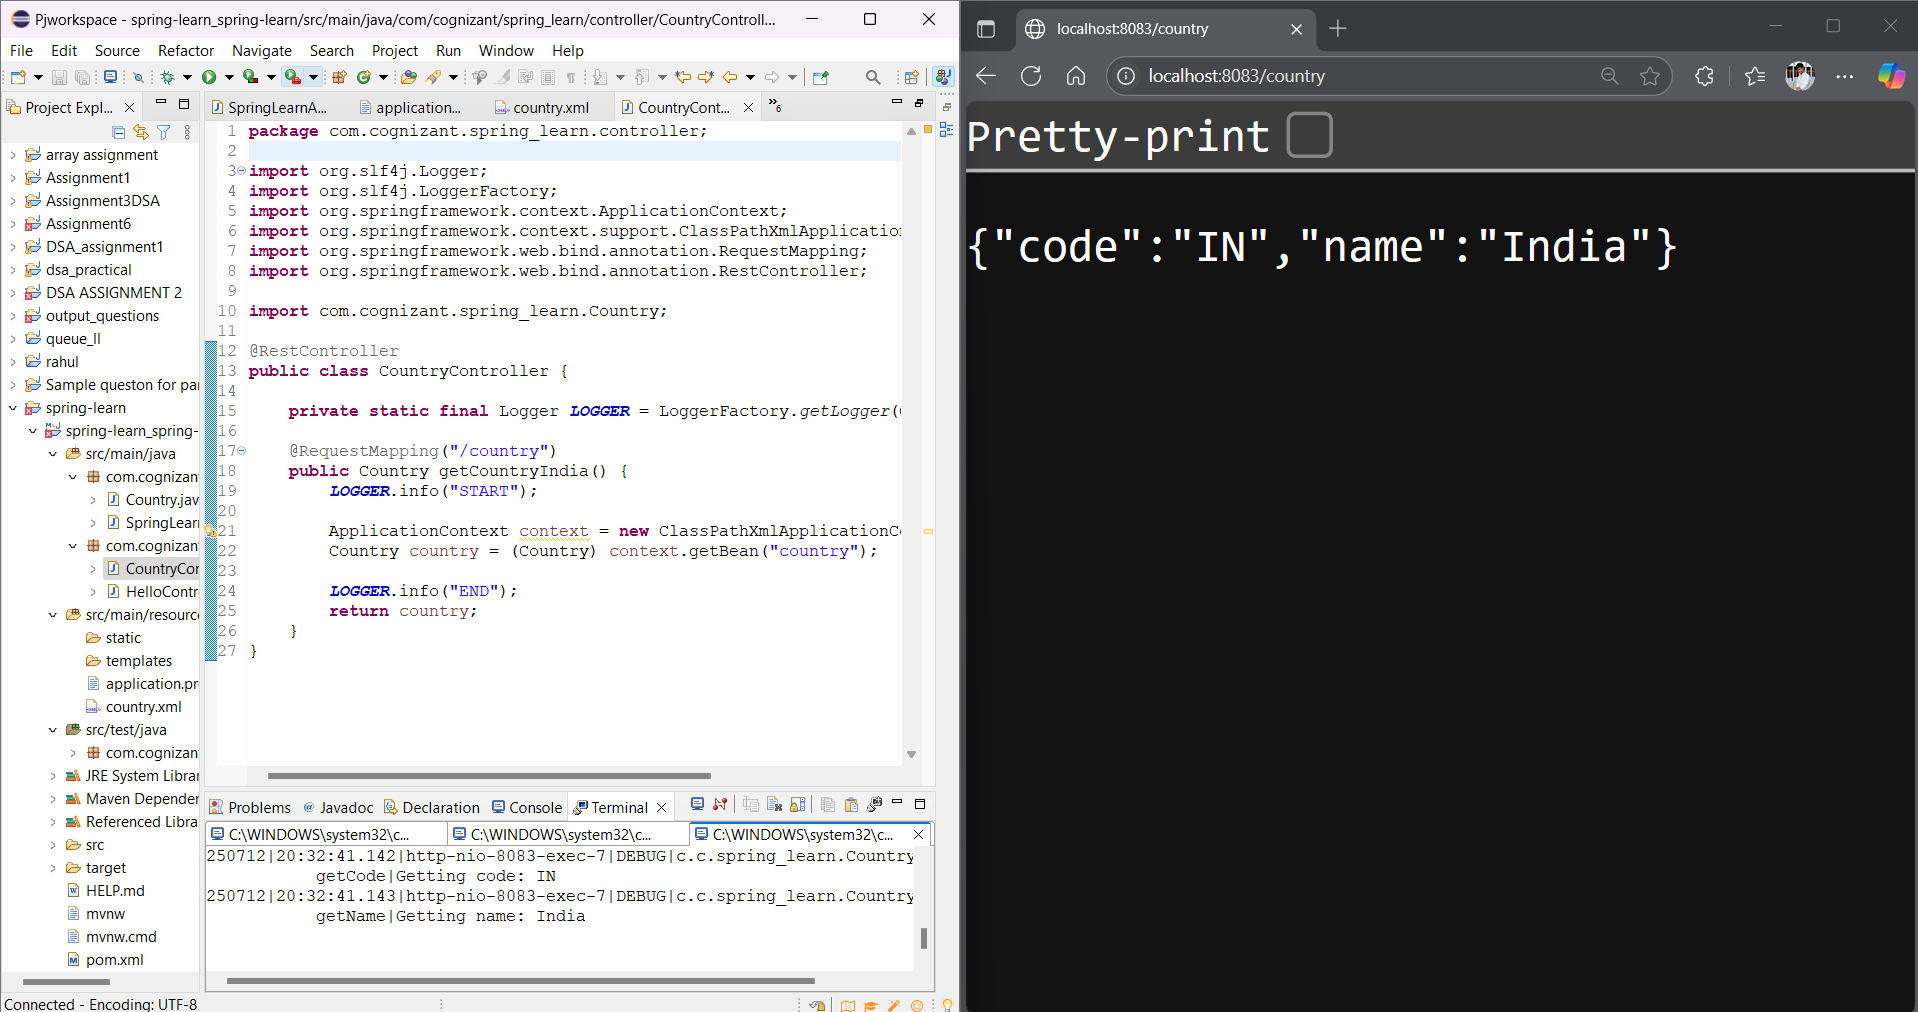 Pjworkspace - spring-learn_spring-learn/src/main/java/com/cognizant/spring_learn/controller/CountryControll...
File Edit Source Refactor Navigate Search Project Run Window Help
Project Expl...
array assignment
Assignment1
Assignment3DSA
Assignment6
DSA_assignment1
dsa_practical
DSA ASSIGNMENT 2
output_questions
queue_ll
rahul
Sample queston for pa
spring-learn
spring-learn_spring-
src/main/java
com.cognizan
Country.jav
SpringLear
com.cognizan
CountryCor
HelloContr
src/main/resourc
static
templates
application.pr
country.xml
src/test/java
com.cognizan
JRE System Librar
Maven Depender
Referenced Libra
src
target
HELP.md
mvnw
mvnw.cmd
pom.xml
SpringLearnA... application... country.xml CountryCont... »6
1 package com.cognizant.spring_learn.controller;
2
3 import org.slf4j.Logger;
4 import org.slf4j.LoggerFactory;
5 import org.springframework.context.ApplicationContext;
6 import org.springframework.context.support.ClassPathXmlApplication
7 import org.springframework.web.bind.annotation.RequestMapping;
8 import org.springframework.web.bind.annotation.RestController;
9
10 import com.cognizant.spring_learn.Country;
11
12 @RestController
13 public class CountryController {
14
15 private static final Logger LOGGER = LoggerFactory.getLogger(
16
17 @RequestMapping("/country")
18 public Country getCountryIndia() {
19 LOGGER.info("START");
20
21 ApplicationContext context = new ClassPathXmlApplicationC
22 Country country = (Country) context.getBean("country");
23
24 LOGGER.info("END");
25 return country;
26 }
27 }
Problems Javadoc Declaration Console Terminal
C:\WINDOWS\system32\c... C:\WINDOWS\system32\c... C:\WINDOWS\system32\c...
250712|20:32:41.142|http-nio-8083-exec-7|DEBUG|c.c.spring_learn.Country
getCode|Getting code: IN
250712|20:32:41.143|http-nio-8083-exec-7|DEBUG|c.c.spring_learn.Country
getName|Getting name: India
Connected - Encoding: UTF-8
localhost:8083/country
localhost:8083/country
Pretty-print
{"code":"IN","name":"India"}